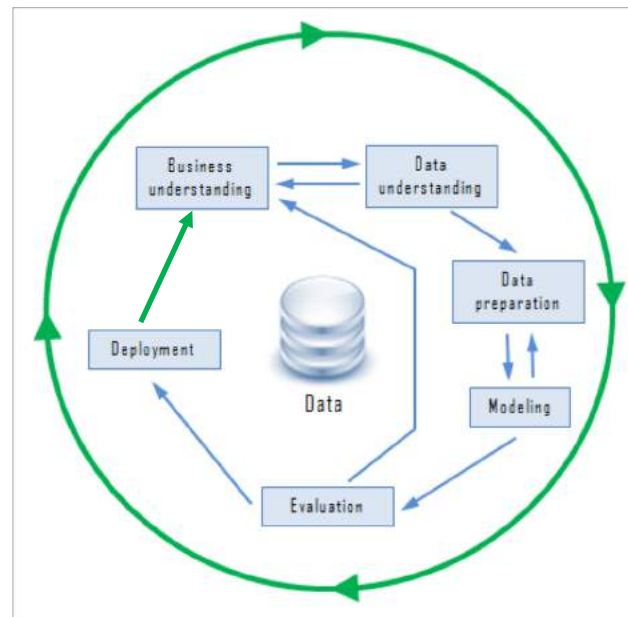 Business
understanding
Data
understanding
Data
preparation
Modeling
Evaluation
Deployment
Data